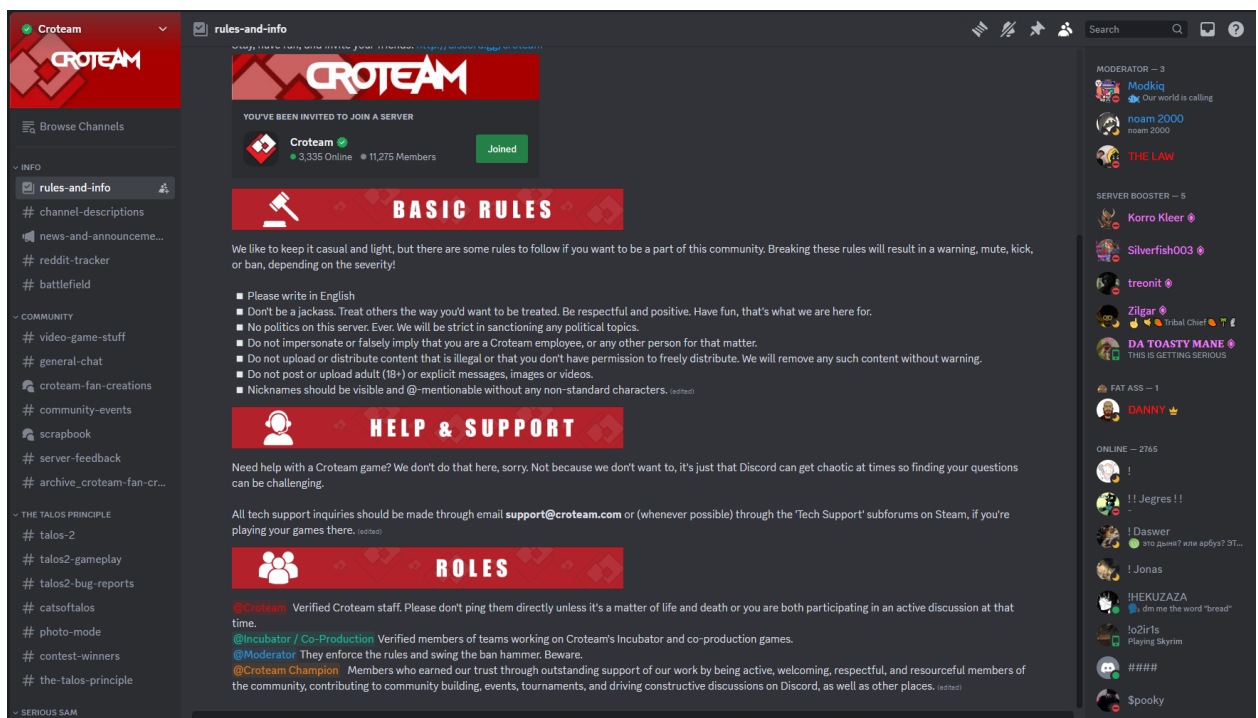 Croteam
rules-and-info
Search
CROTEAM
Browse Channels
INFO
rules-and-info
channel-descriptions
news-and-announceme...
reddit-tracker
battlefield
COMMUNITY
video-game-stuff
general-chat
croteam-fan-creations
community-events
scrapbook
server-feedback
archive_croteam-fan-cr...
THE TALOS PRINCIPLE
talos-2
talos2-gameplay
talos2-bug-reports
catsoftalos
photo-mode
contest-winners
the-talos-principle
SERIOUS SAM
Stay, have fun, and invite your friends. http://discord.gg/croteam
CROTEAM
YOU'VE BEEN INVITED TO JOIN A SERVER
Croteam
3,335 Online 11,275 Members
Joined
BASIC RULES
We like to keep it casual and light, but there are some rules to follow if you want to be a part of this community. Breaking these rules will result in a warning, mute, kick,
or ban, depending on the severity!
■ Please write in English
■ Don't be a jackass. Treat others the way you'd want to be treated. Be respectful and positive. Have fun, that's what we are here for.
■ No politics on this server. Ever. We will be strict in sanctioning any political topics.
■ Do not impersonate or falsely imply that you are a Croteam employee, or any other person for that matter.
■ Do not upload or distribute content that is illegal or that you don't have permission to freely distribute. We will remove any such content without warning.
■ Do not post or upload adult (18+) or explicit messages, images or videos.
■ Nicknames should be visible and @-mentionable without any non-standard characters. (edited)
HELP & SUPPORT
Need help with a Croteam game? We don't do that here, sorry. Not because we don't want to, it's just that Discord can get chaotic at times so finding your questions
can be challenging.
All tech support inquiries should be made through email support@croteam.com or (whenever possible) through the 'Tech Support' subforums on Steam, if you're
playing your games there. (edited)
ROLES
@Croteam Verified Croteam staff. Please don't ping them directly unless it's a matter of life and death or you are both participating in an active discussion at that
time.
@Incubator / Co-Production Verified members of teams working on Croteam's Incubator and co-production games.
@Moderator They enforce the rules and swing the ban hammer. Beware.
@Croteam Champion Members who earned our trust through outstanding support of our work by being active, welcoming, respectful, and resourceful members of
the community, contributing to community building, events, tournaments, and driving constructive discussions on Discord, as well as other places. (edited)
MODERATOR — 3
Modkiq
Our world is calling
noam 2000
noam 2000
THE LAW
SERVER BOOSTER — 5
Korro Kleer
Silverfish003
treonit
Zilgar
Tribal Chief
DA TOASTY MANE
THIS IS GETTING SERIOUS
FAT ASS — 1
DANNY
ONLINE — 2765
!
! ! Jegres ! !
-
! Daswer
это дыня? или арбуз? ЭТ...
! Jonas
!HEKUZAZA
dm me the word "bread"
!o2ir1s
Playing Skyrim
####
$pooky